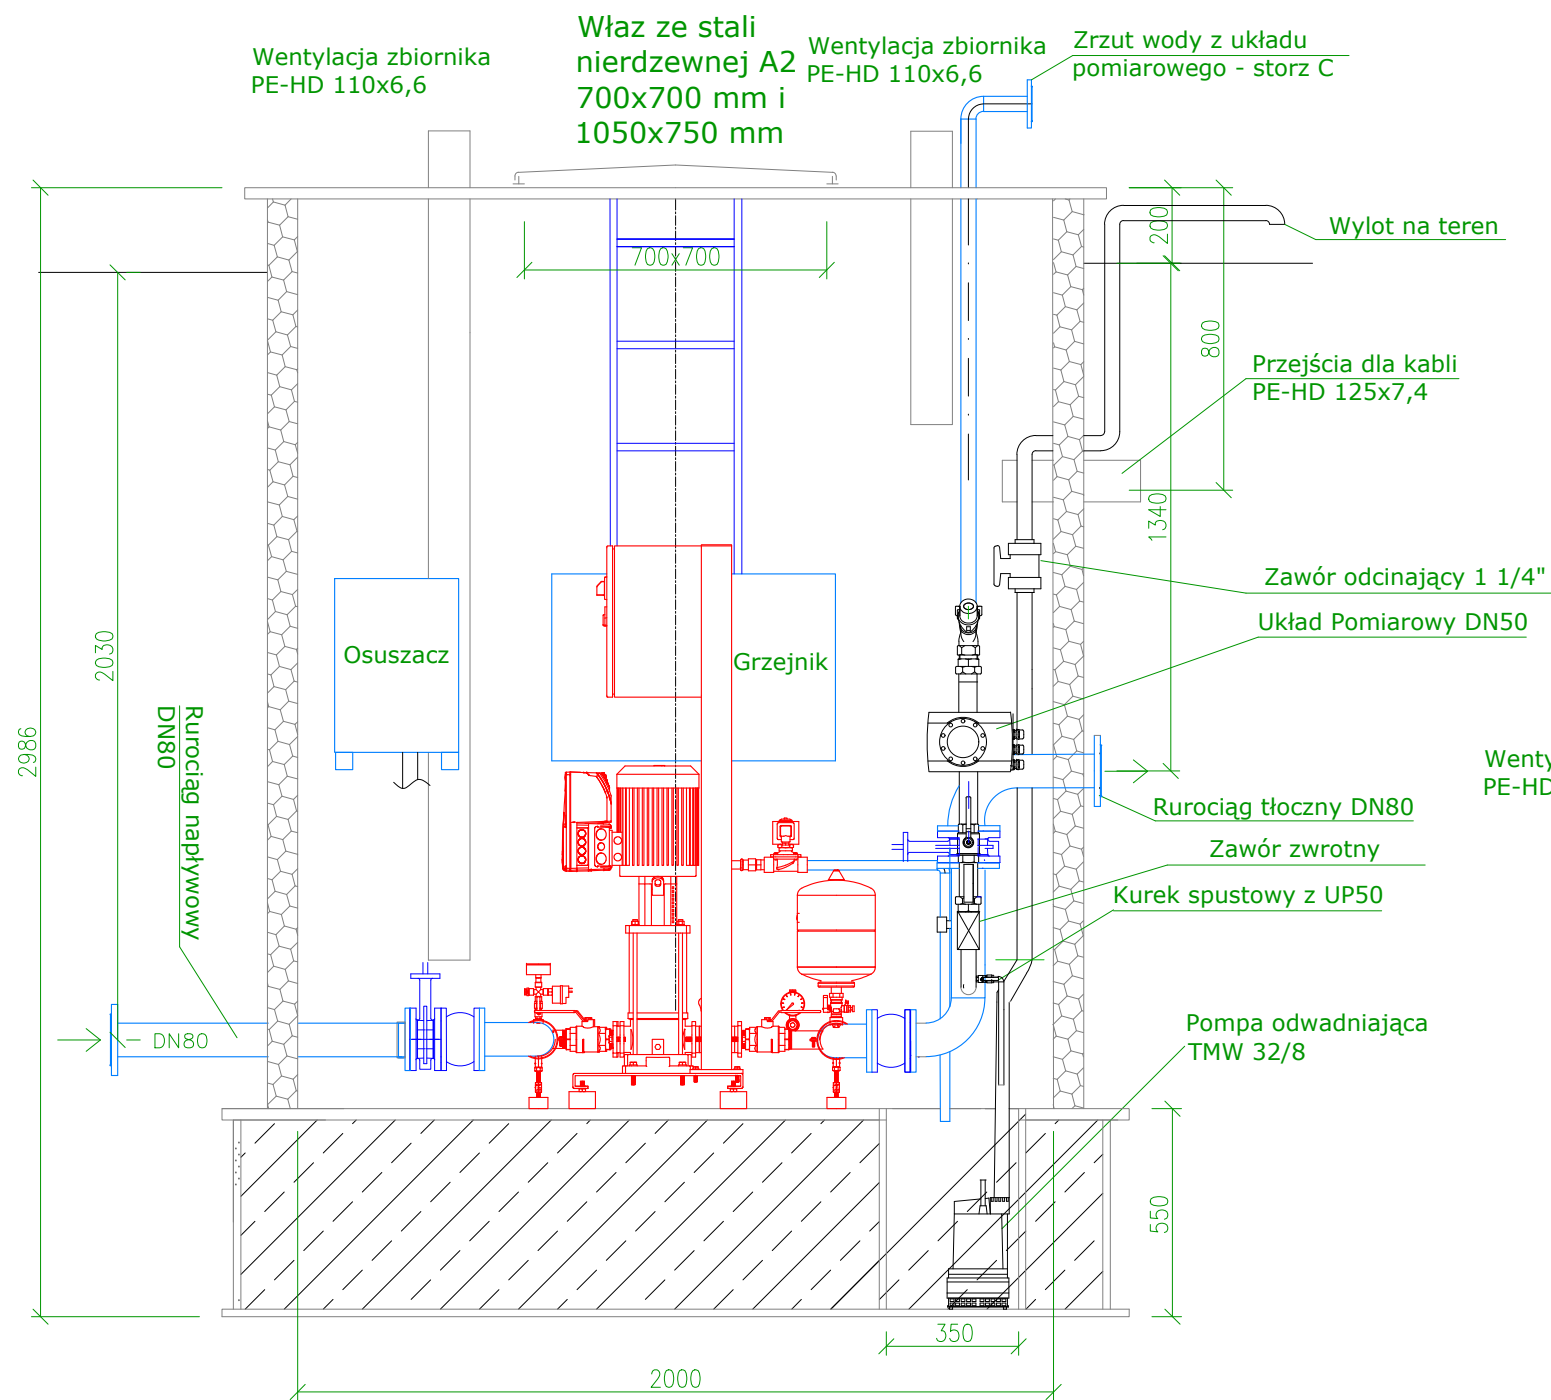 Właz ze stali
nierdzewnej A2
700x700 mm i
1050x750 mm
Wentylacja zbiornika
PE-HD 110x6,6
Wentylacja zbiornika
PE-HD 110x6,6
Zrzut wody z układu
pomiarowego - storz C
200
Wylot na teren
700x700
800
Przejścia dla kabli
PE-HD 125x7,4
1340
Zawór odcinający 1 1/4"
Układ Pomiarowy DN50
2030
Osuszacz
Grzejnik
2986
Rurociąg napływowy
DN80
Wenty
PE-HD
Rurociąg tłoczny DN80
Zawór zwrotny
Kurek spustowy z UP50
DN80
Pompa odwadniająca
TMW 32/8
550
350
2000